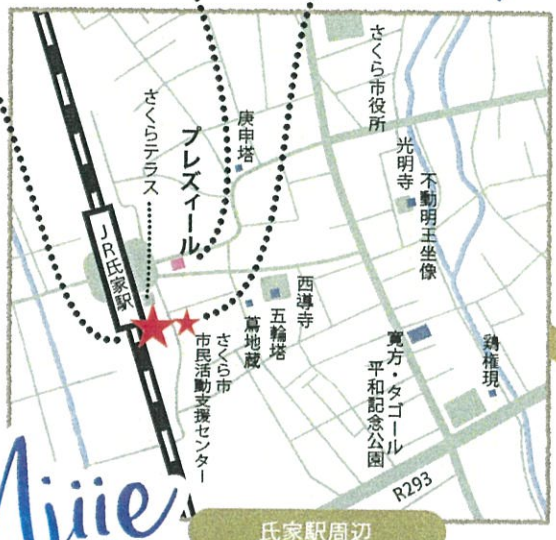 さくら市役所
庚申塔
さくらテラス
プレズィール
光明寺
不動明王坐像
JR氏家駅
西導寺
五輪塔
蔦地蔵
さくら市
市民活動支援センター
寛方・タゴール
平和記念公園
鶏権現
R293
氏家駅周辺